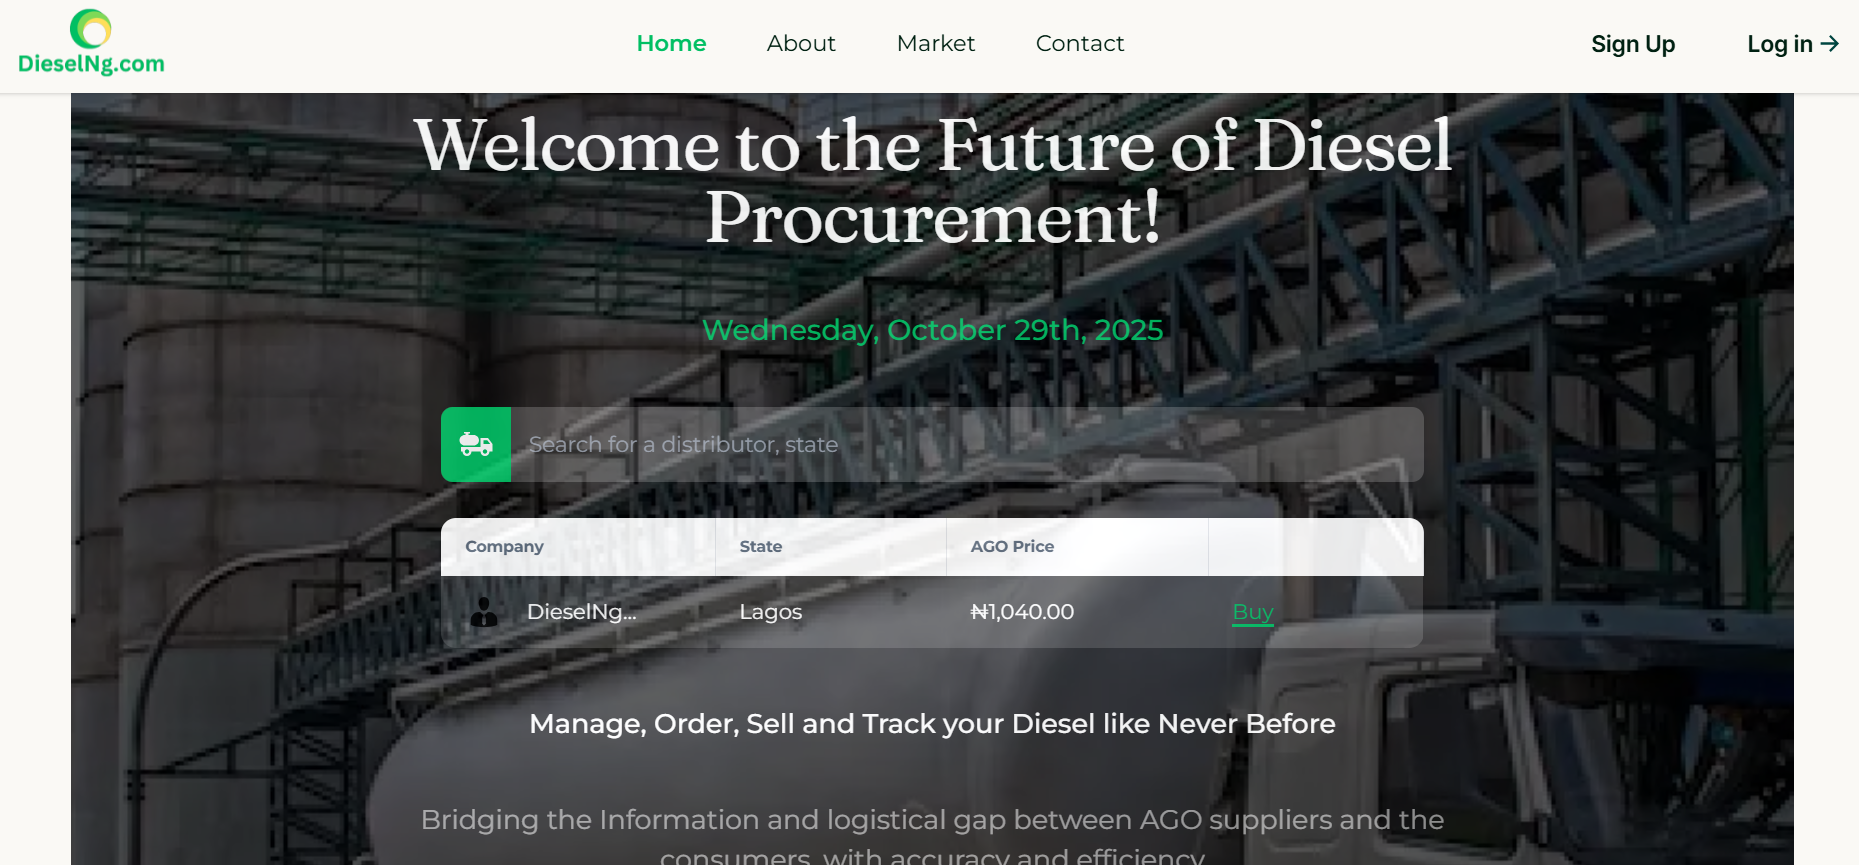 DieselNg.com
Home About Market Contact Sign Up Log in →
Welcome to the Future of Diesel
Procurement!
Wednesday, October 29th, 2025
Search for a distributor, state
Company State AGO Price
DieselNg... Lagos ₦1,040.00 Buy
Manage, Order, Sell and Track your Diesel like Never Before
Bridging the Information and logistical gap between AGO suppliers and the
consumers, with accuracy and efficiency